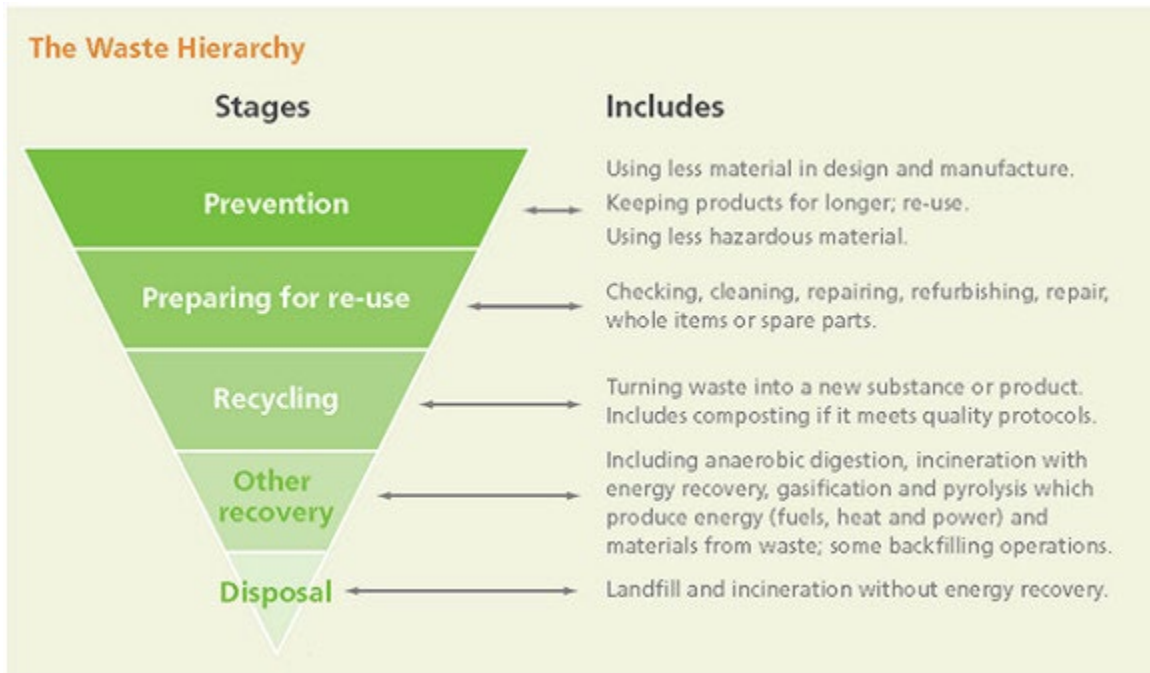 The Waste Hierarchy
Stages
Includes
Prevention
Using less material in design and manufacture.
Keeping products for longer; re-use.
Using less hazardous material.
Preparing for re-use
Checking, cleaning, repairing, refurbishing, repair,
whole items or spare parts.
Recycling
Turning waste into a new substance or product.
Includes composting if it meets quality protocols.
Other
recovery
Including anaerobic digestion, incineration with
energy recovery, gasification and pyrolysis which
produce energy (fuels, heat and power) and
materials from waste; some backfilling operations.
Disposal
Landfill and incineration without energy recovery.